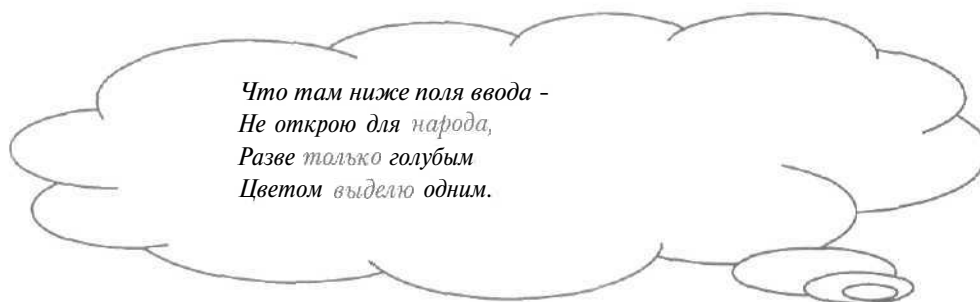 Что там ниже поля ввода -
Не открою для народа,
Разве только голубым
Цветом выделю одним.